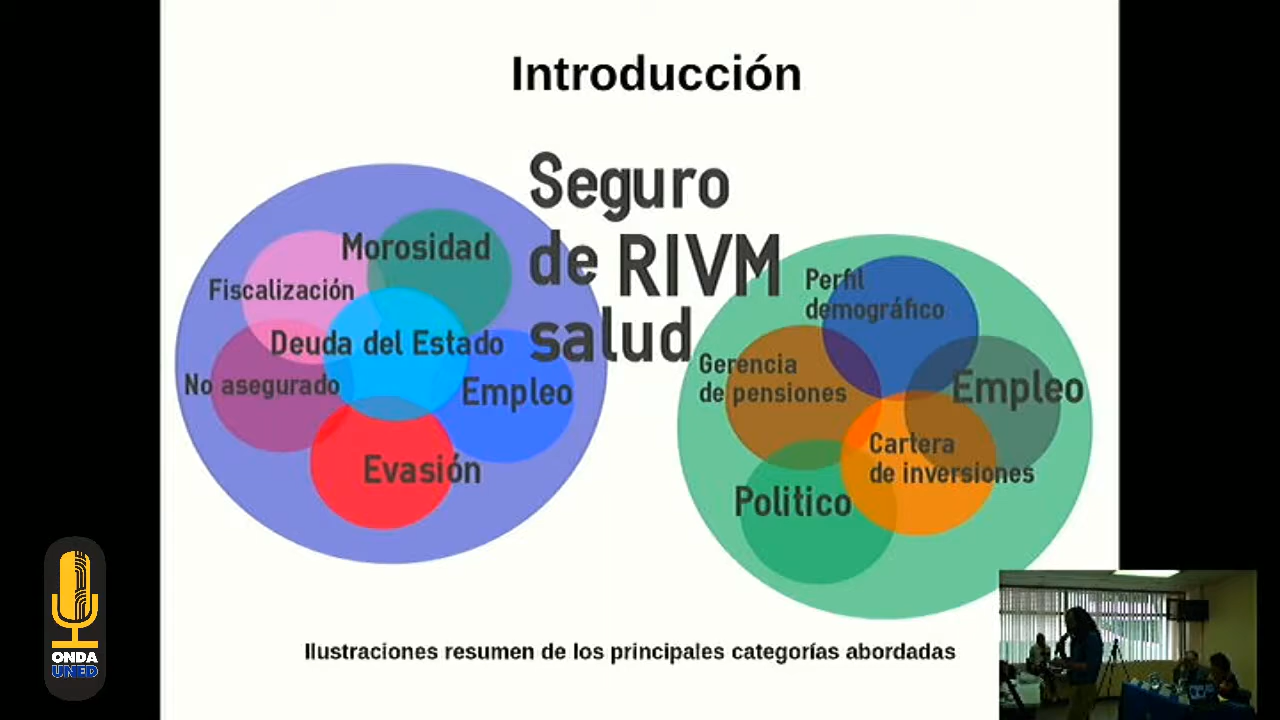 Introducción
Seguro
de RIVM
salud
Morosidad
Fiscalización
Deuda del Estado
No asegurado
Empleo
Evasión
Perfil
demográfico
Gerencia
de pensiones
Empleo
Cartera
de inversiones
Politico
Ilustraciones resumen de los principales categorías abordadas
ONDA
UNED